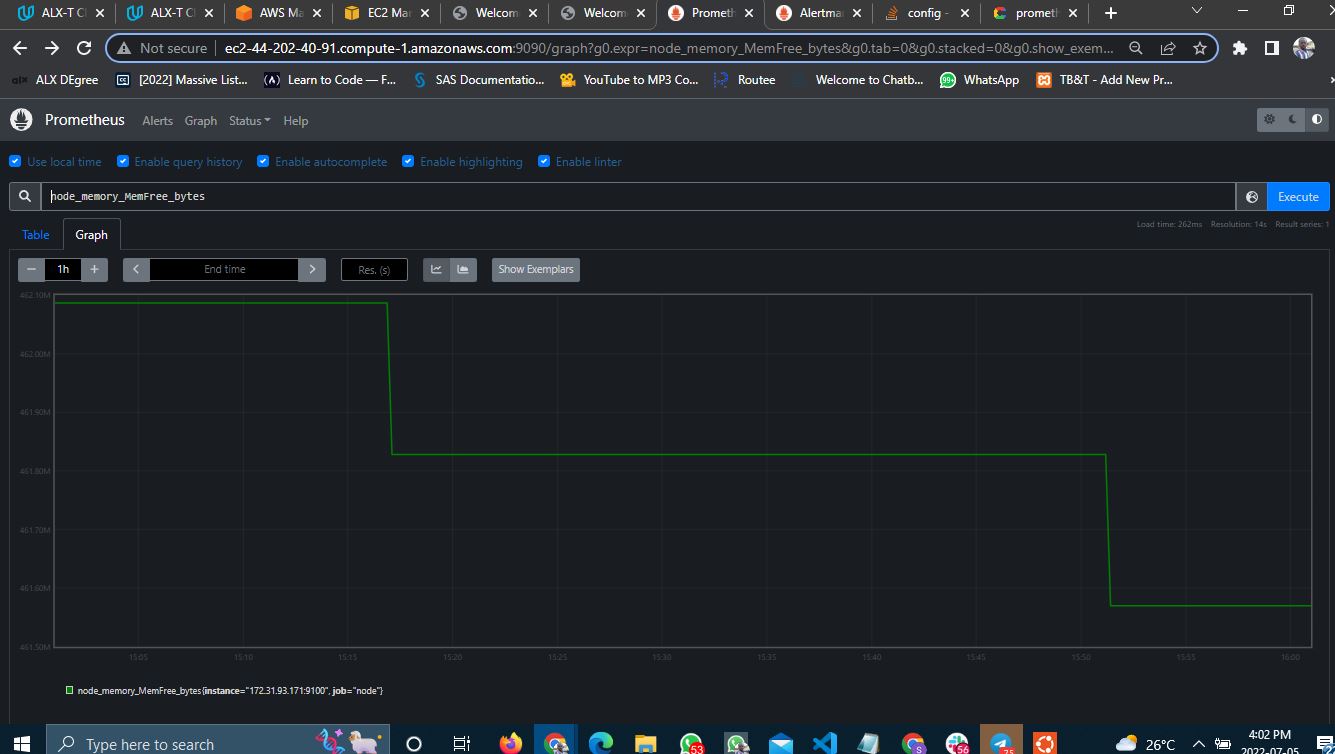 ALX-T C ALX-T C AWS Ma EC2 Mar Welcom Welcom Prometh Alertma config - prometh
Not secure ec2-44-202-40-91.compute-1.amazonaws.com:9090/graph?g0.expr=node_memory_MemFree_bytes&g0.tab=0&g0.stacked=0&g0.show_exem...
alx ALX DEgree [2022] Massive List... Learn to Code — F... SAS Documentatio... YouTube to MP3 Co... Routee Welcome to Chatb... 99+ WhatsApp TB&T - Add New Pr...
Prometheus Alerts Graph Status Help
Use local time Enable query history Enable autocomplete Enable highlighting Enable linter
node_memory_MemFree_bytes Execute
Load time: 262ms Resolution: 14s Result series: 1
Table Graph
1h End time Res. (s) Show Exemplars
462.10M
462.00M
461.90M
461.80M
461.70M
461.60M
461.50M
15:05 15:10 15:15 15:20 15:25 15:30 15:35 15:40 15:45 15:50 15:55 16:00
node_memory_MemFree_bytes{instance="172.31.93.171:9100", job="node"}
Type here to search 53 S 56 75 26°C 4:02 PM
2022-07-05